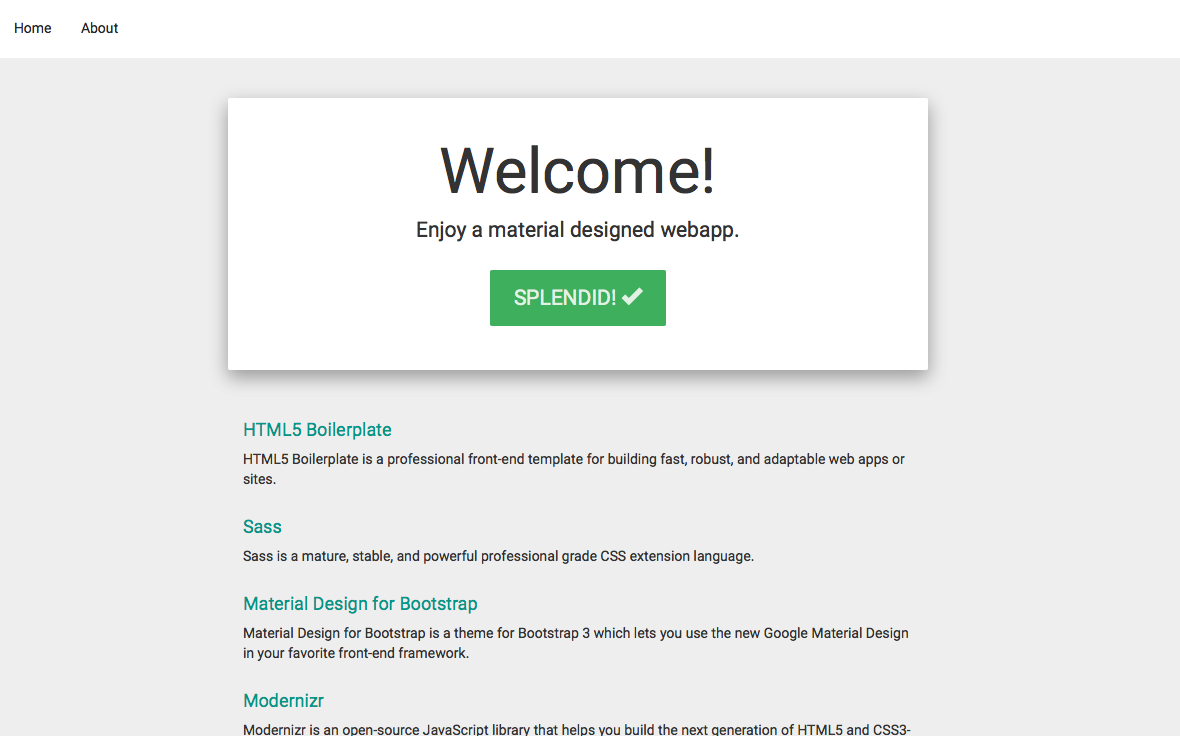 Home About
Welcome!
Enjoy a material designed webapp.
SPLENDID!
HTML5 Boilerplate
HTML5 Boilerplate is a professional front-end template for building fast, robust, and adaptable web apps or
sites.
Sass
Sass is a mature, stable, and powerful professional grade CSS extension language.
Material Design for Bootstrap
Material Design for Bootstrap is a theme for Bootstrap 3 which lets you use the new Google Material Design
in your favorite front-end framework.
Modernizr
Modernizr is an open-source JavaScript library that helps you build the next generation of HTML5 and CSS3-